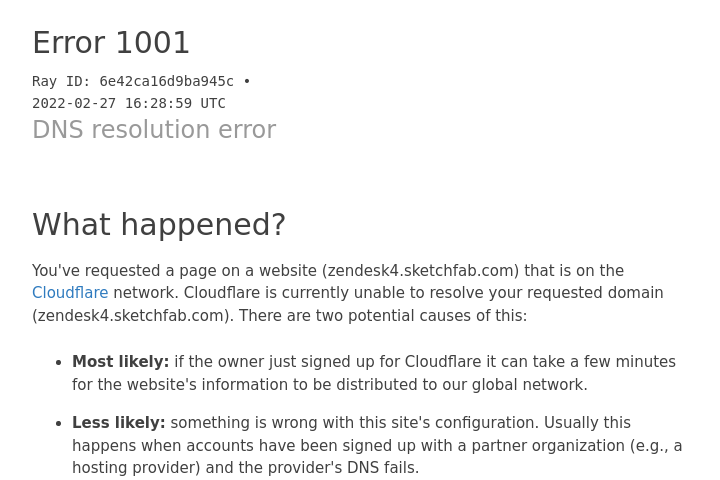 Error 1001
Ray ID: 6e42ca16d9ba945c •
2022-02-27 16:28:59 UTC
DNS resolution error
What happened?
You've requested a page on a website (zendesk4.sketchfab.com) that is on the
Cloudflare network. Cloudflare is currently unable to resolve your requested domain
(zendesk4.sketchfab.com). There are two potential causes of this:
• Most likely: if the owner just signed up for Cloudflare it can take a few minutes
for the website's information to be distributed to our global network.
• Less likely: something is wrong with this site's configuration. Usually this
happens when accounts have been signed up with a partner organization (e.g., a
hosting provider) and the provider's DNS fails.